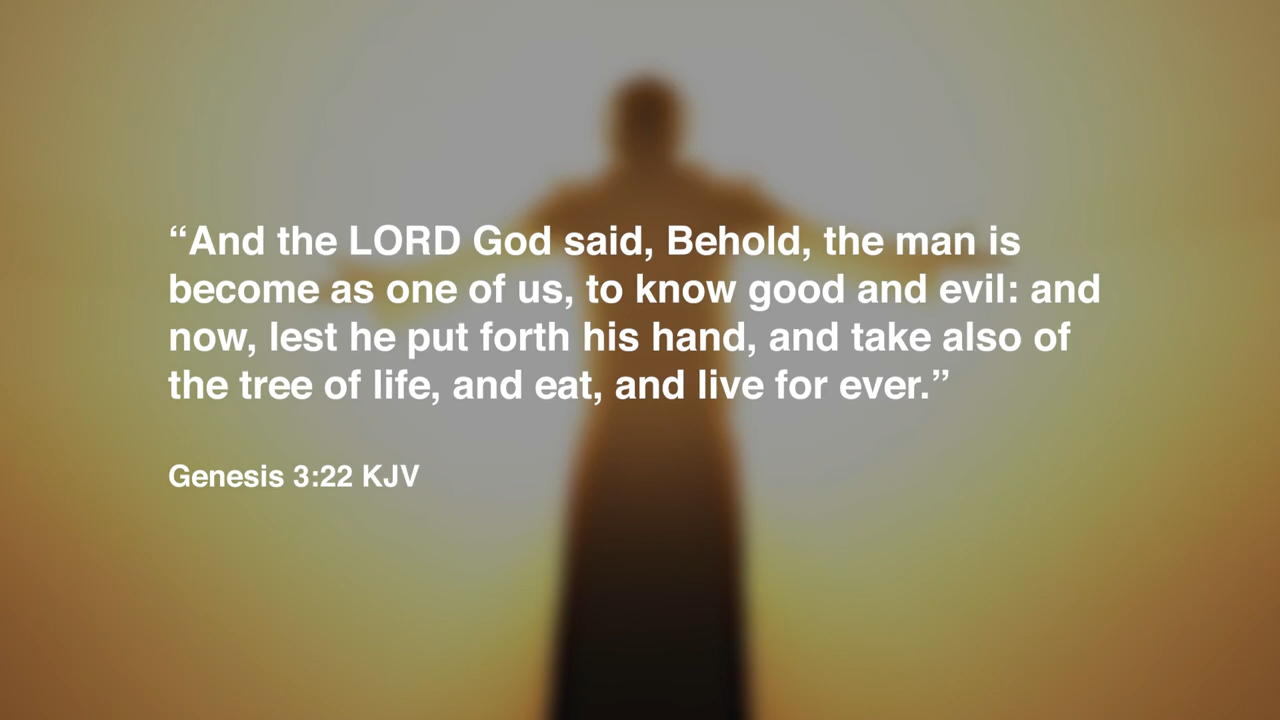 “And the LORD God said, Behold, the man is
become as one of us, to know good and evil: and
now, lest he put forth his hand, and take also of
the tree of life, and eat, and live for ever.”
Genesis 3:22 KJV